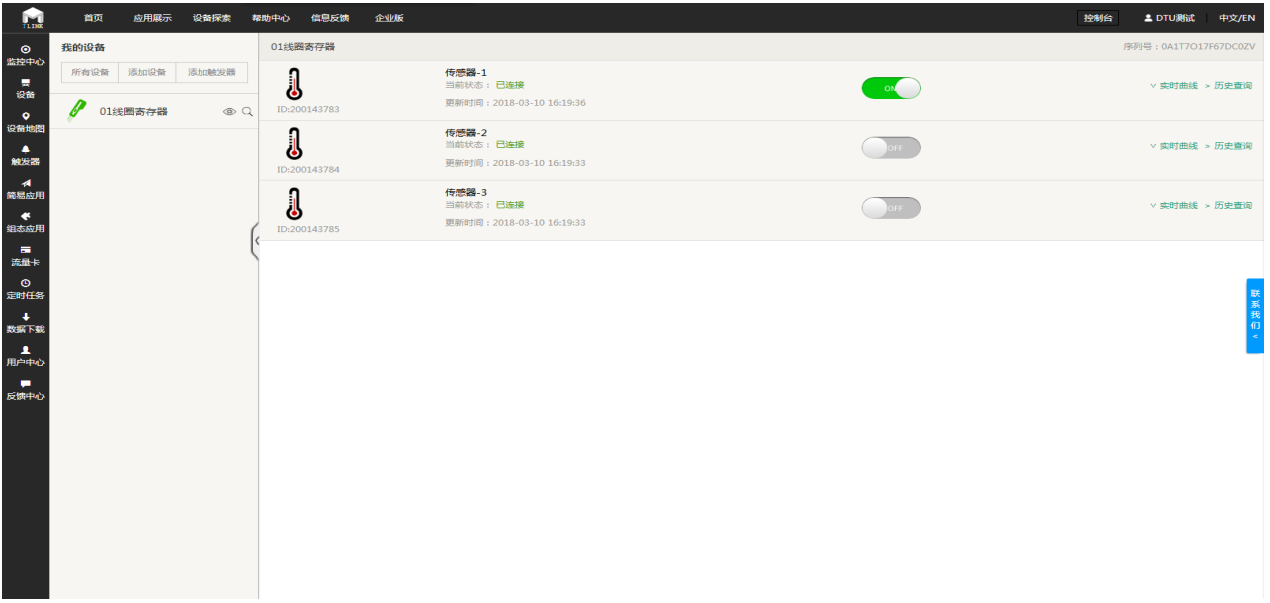 TLINK
首页 应用展示 设备探索 帮助中心 信息反馈 企业版 控制台 DTU测试 中文/EN
监控中心
设备
设备地图
触发器
简易应用
组态应用
流量卡
定时任务
数据下载
用户中心
反馈中心
我的设备
所有设备 添加设备 添加触发器
01线圈寄存器
01线圈寄存器 序列号：0A1T7O17F67DC0ZV
传感器-1
当前状态： 已连接
更新时间：2018-03-10 16:19:36
ID:200143783
ON
˅ 实时曲线 > 历史查询
传感器-2
当前状态： 已连接
更新时间：2018-03-10 16:19:33
ID:200143784
OFF
˅ 实时曲线 > 历史查询
传感器-3
当前状态： 已连接
更新时间：2018-03-10 16:19:33
ID:200143785
OFF
˅ 实时曲线 > 历史查询
联系我们 <